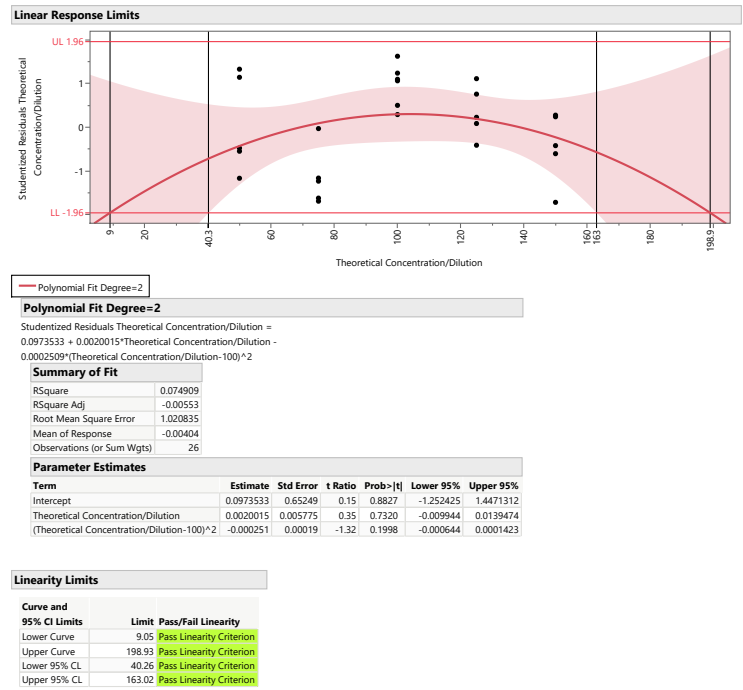 Linear Response Limits
Studentized Residuals Theoretical
Concentration/Dilution
UL 1.96
1
0
-1
LL -1.96
9 20 40.3 60 80 100 120 140 160 163 180 198.9
Theoretical Concentration/Dilution
Polynomial Fit Degree=2
Polynomial Fit Degree=2
Studentized Residuals Theoretical Concentration/Dilution =
0.0973533 + 0.0020015*Theoretical Concentration/Dilution -
0.0002509*(Theoretical Concentration/Dilution-100)^2
Summary of Fit
RSquare 0.074909
RSquare Adj -0.00553
Root Mean Square Error 1.020835
Mean of Response -0.00404
Observations (or Sum Wgts) 26
Parameter Estimates
Term Estimate Std Error t Ratio Prob>|t| Lower 95% Upper 95%
Intercept 0.0973533 0.65249 0.15 0.8827 -1.252425 1.4471312
Theoretical Concentration/Dilution 0.0020015 0.005775 0.35 0.7320 -0.009944 0.0139474
(Theoretical Concentration/Dilution-100)^2 -0.000251 0.00019 -1.32 0.1998 -0.000644 0.0001423
Linearity Limits
Curve and
95% CI Limits Limit Pass/Fail Linearity
Lower Curve 9.05 Pass Linearity Criterion
Upper Curve 198.93 Pass Linearity Criterion
Lower 95% CL 40.26 Pass Linearity Criterion
Upper 95% CL 163.02 Pass Linearity Criterion